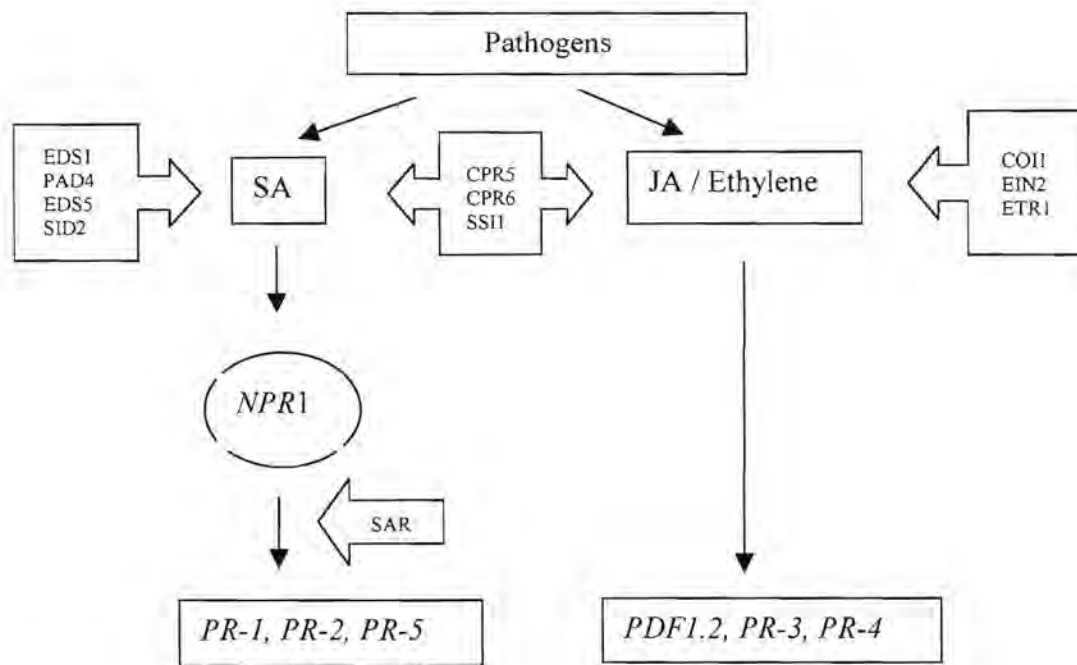 Pathogens
EDS1
PAD4
EDS5
SID2
SA
CPR5
CPR6
SSI1
JA / Ethylene
COI1
EIN2
ETR1
NPR1
SAR
PR-1, PR-2, PR-5
PDF1.2, PR-3, PR-4